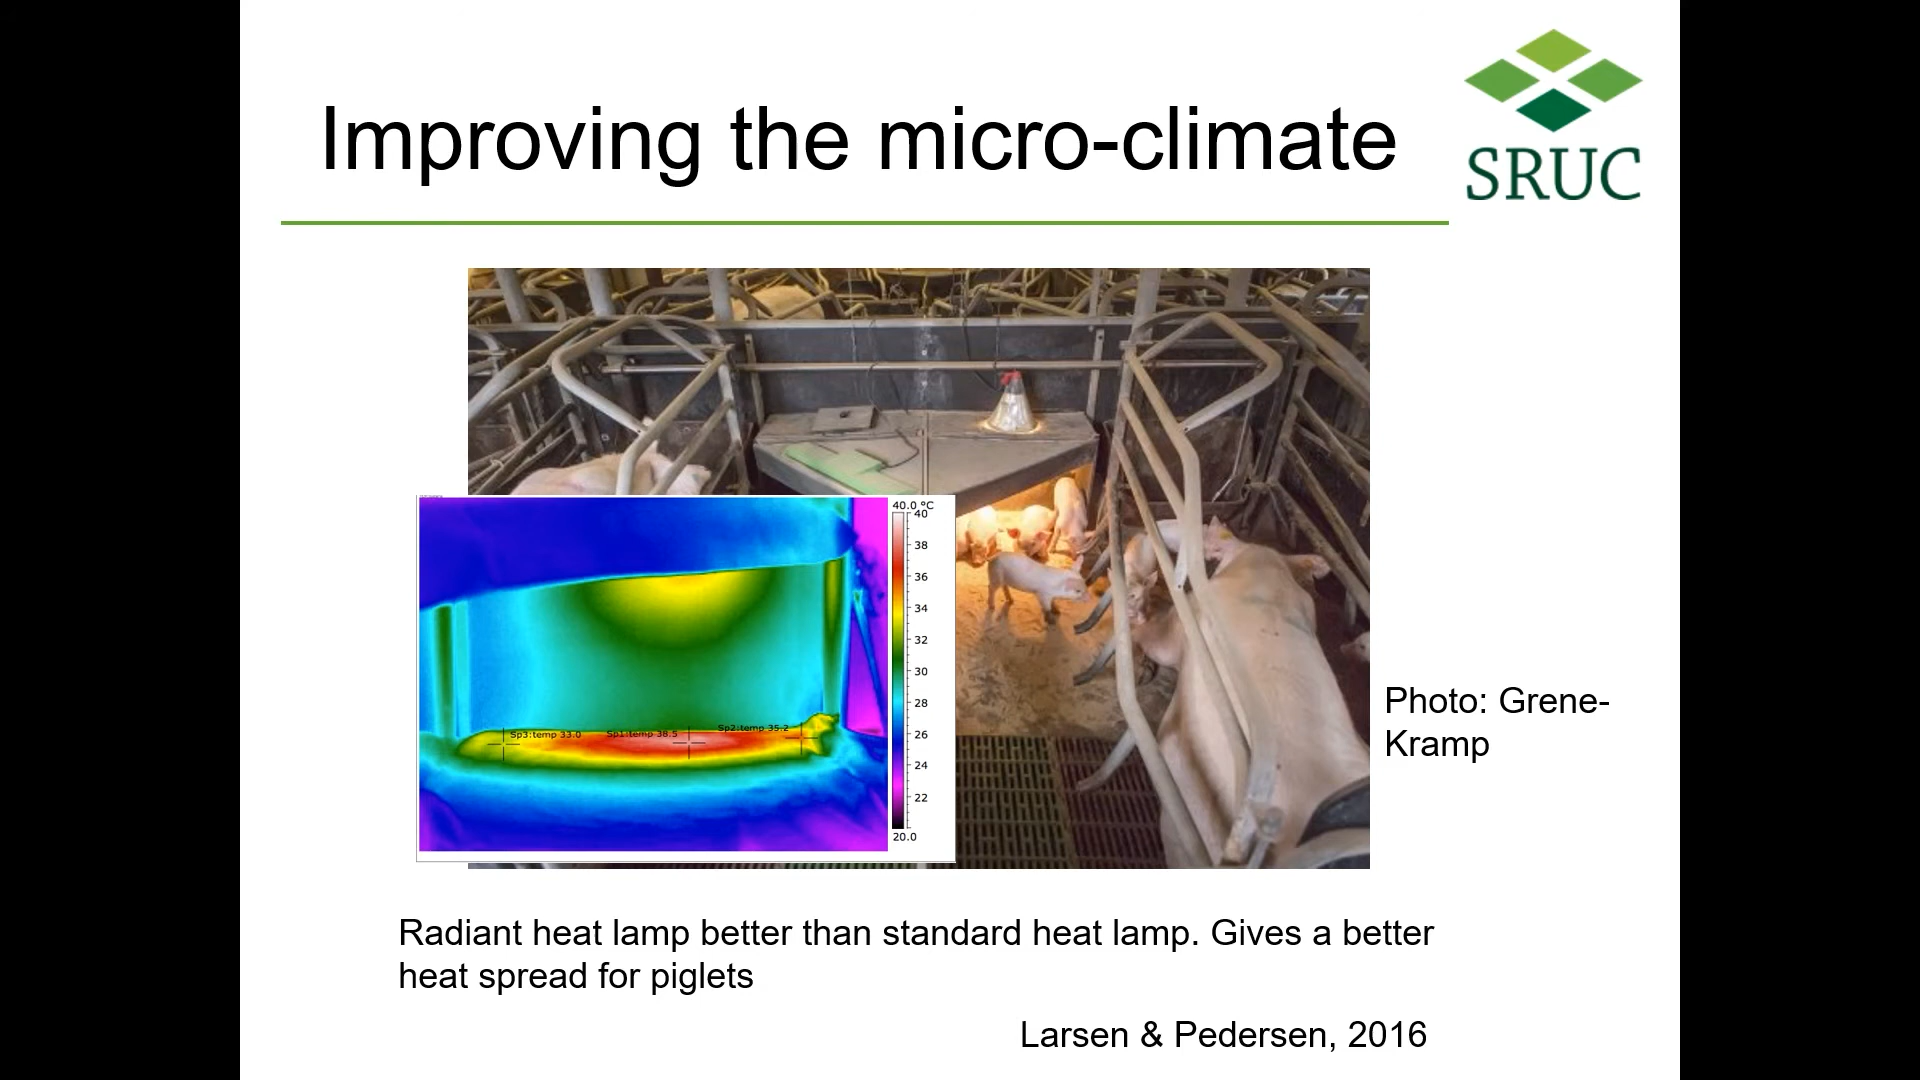 Improving the micro-climate
SRUC
40.0 °C
40
38
36
34
32
30
28
26
24
22
20.0
Sp3:temp 33.0
Sp1:temp 38.5
Sp2:temp 35.2
Photo: Grene-
Kramp
Radiant heat lamp better than standard heat lamp. Gives a better
heat spread for piglets
Larsen & Pedersen, 2016